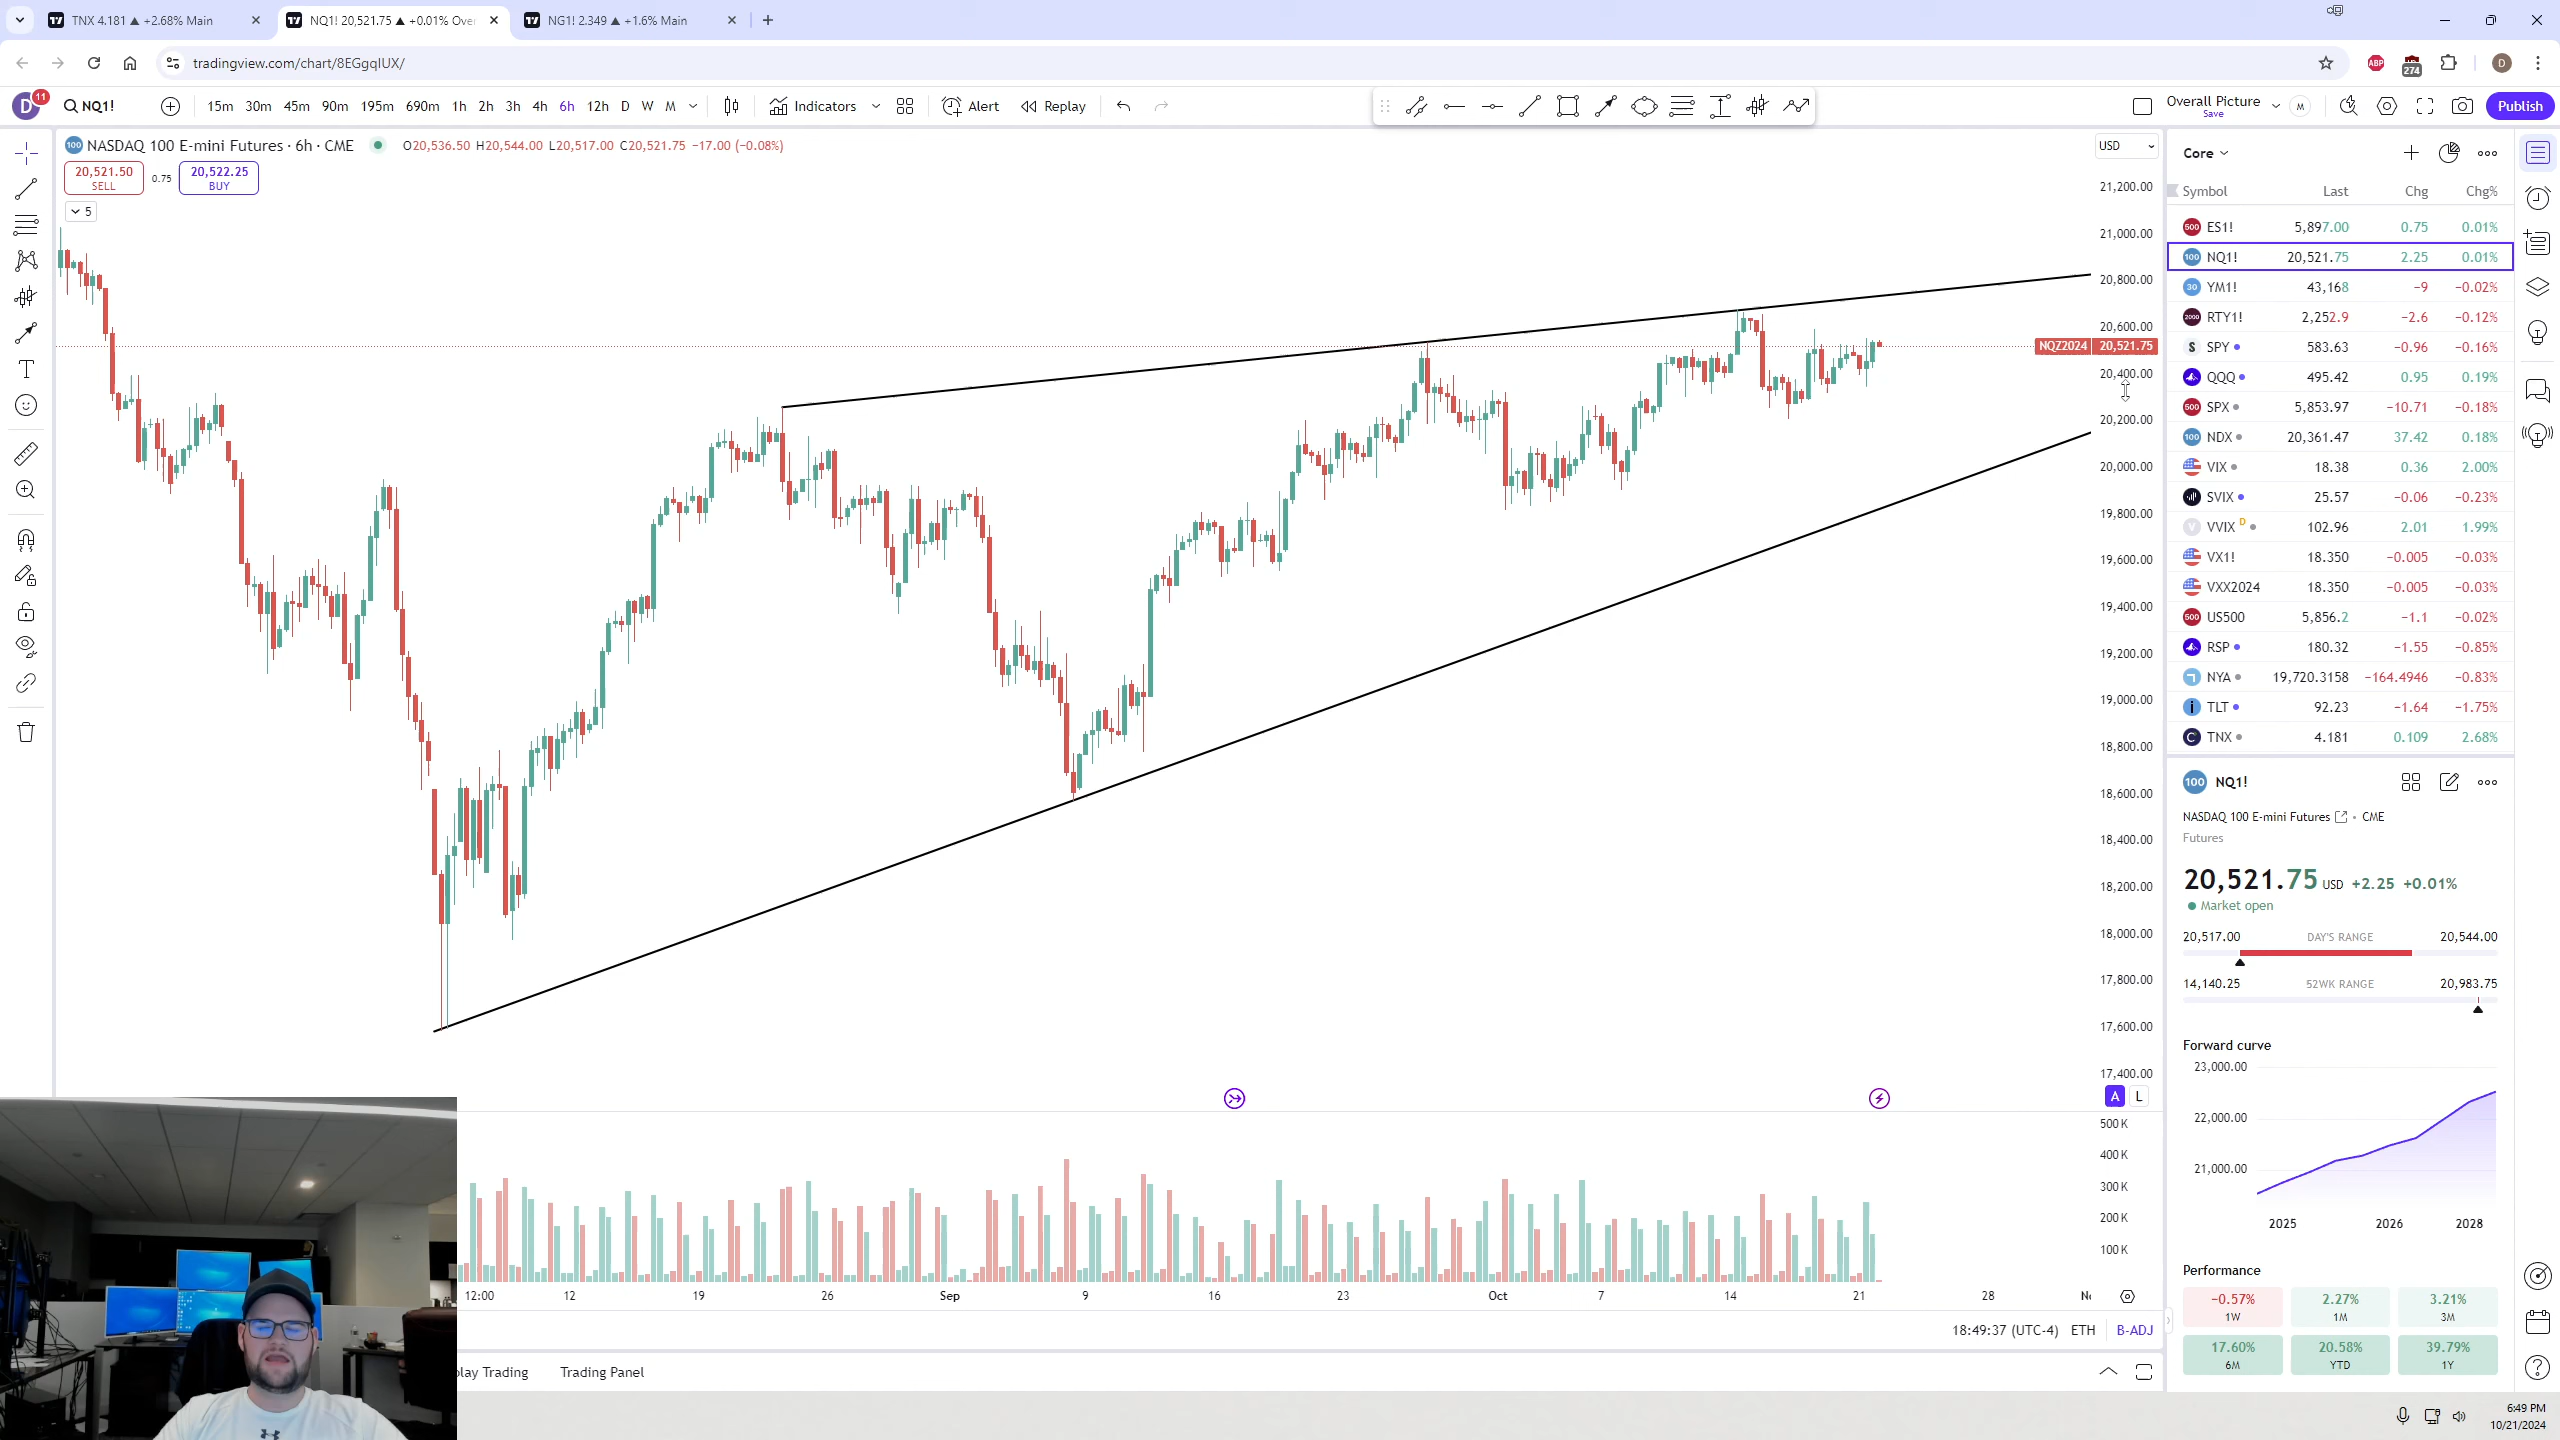 TNX 4.181 ▲ +2.68% Main
NQ1! 20,521.75 ▲ +0.01% Over
NG1! 2.349 ▲ +1.6% Main
tradingview.com/chart/8EGgqIUX/
ABP
274
D
D
11
NQ1!
15m 30m 45m 90m 195m 690m 1h 2h 3h 4h 6h 12h D W M
Indicators
Alert
Replay
Overall Picture
Save
M
Publish
NASDAQ 100 E-mini Futures · 6h · CME
O20,536.50 H20,544.00 L20,517.00 C20,521.75 −17.00 (−0.08%)
20,521.50
SELL
0.75
20,522.25
BUY
5
USD
21,200.00
21,000.00
20,800.00
20,600.00
NQZ2024 20,521.75
20,400.00
20,200.00
20,000.00
19,800.00
19,600.00
19,400.00
19,200.00
19,000.00
18,800.00
18,600.00
18,400.00
18,200.00
18,000.00
17,800.00
17,600.00
17,400.00
A L
500 K
400 K
300 K
200 K
100 K
12:00 12 19 26 Sep 9 16 23 Oct 7 14 21 28
18:49:37 (UTC-4) ETH B-ADJ
play Trading Trading Panel
Core
Symbol Last Chg Chg%
500 ES1! 5,897.00 0.75 0.01%
100 NQ1! 20,521.75 2.25 0.01%
30 YM1! 43,168 −9 −0.02%
2000 RTY1! 2,252.9 −2.6 −0.12%
S SPY 583.63 −0.96 −0.16%
QQQ 495.42 0.95 0.19%
500 SPX 5,853.97 −10.71 −0.18%
100 NDX 20,361.47 37.42 0.18%
VIX 18.38 0.36 2.00%
SVIX 25.57 −0.06 −0.23%
V VVIX D 102.96 2.01 1.99%
VX1! 18.350 −0.005 −0.03%
VXX2024 18.350 −0.005 −0.03%
500 US500 5,856.2 −1.1 −0.02%
RSP 180.32 −1.55 −0.85%
NYA 19,720.3158 −164.4946 −0.83%
TLT 92.23 −1.64 −1.75%
TNX 4.181 0.109 2.68%
100 NQ1!
NASDAQ 100 E-mini Futures · CME
Futures
20,521.75 USD +2.25 +0.01%
Market open
20,517.00 DAY'S RANGE 20,544.00
14,140.25 52WK RANGE 20,983.75
Forward curve
23,000.00
22,000.00
21,000.00
2025 2026 2028
Performance
−0.57% 2.27% 3.21%
1W 1M 3M
17.60% 20.58% 39.79%
6M YTD 1Y
6:49 PM
10/21/2024